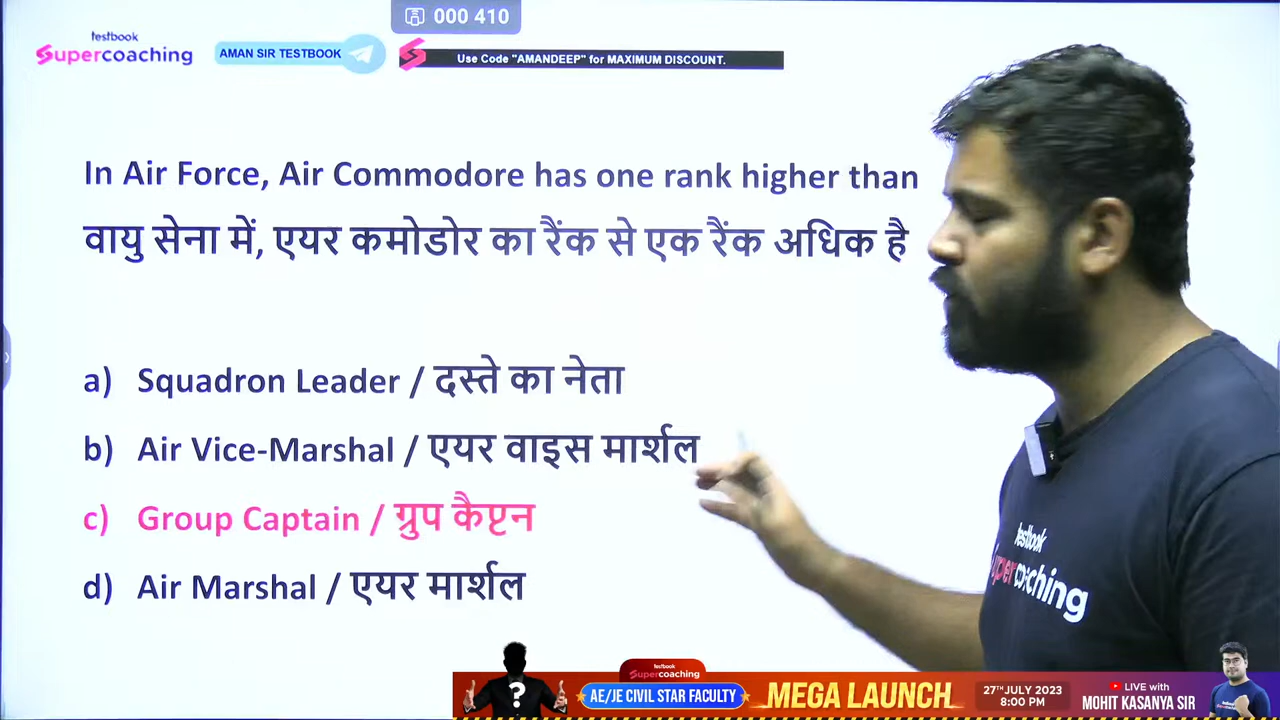 000 410
testbook
Supercoaching
AMAN SIR TESTBOOK
Use Code "AMANDEEP" for MAXIMUM DISCOUNT.
In Air Force, Air Commodore has one rank higher than
वायु सेना में, एयर कमोडोर का रैंक से एक रैंक अधिक है
a) Squadron Leader / दस्ते का नेता
b) Air Vice-Marshal / एयर वाइस मार्शल
c) Group Captain / ग्रुप कैप्टन
d) Air Marshal / एयर मार्शल
testbook
Supercoaching
testbook
Supercoaching
?
AE/JE CIVIL STAR FACULTY
MEGA LAUNCH
27TH JULY 2023
8:00 PM
LIVE with
MOHIT KASANYA SIR